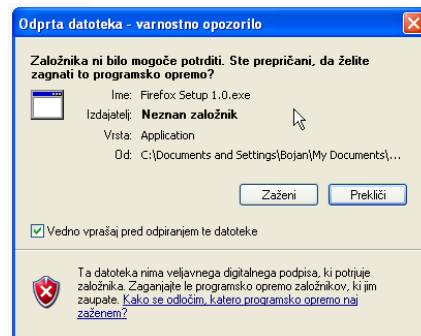 Odprta datoteka - varnostno opozorilo
Založnika ni bilo mogoče potrditi. Ste prepričani, da želite
zagnati to programsko opremo?
Ime: Firefox Setup 1.0.exe
Izdajatelj: Neznan založnik
Vrsta: Application
Od: C:\Documents and Settings\Bojan\My Documents\...
Zaženi Prekliči
Vedno vprašaj pred odpiranjem te datoteke
Ta datoteka nima veljavnega digitalnega podpisa, ki potrjuje
založnika. Zaganjajte le programsko opremo založnikov, ki jim
zaupate. Kako se odločim, katero programsko opremo naj
zaženem?